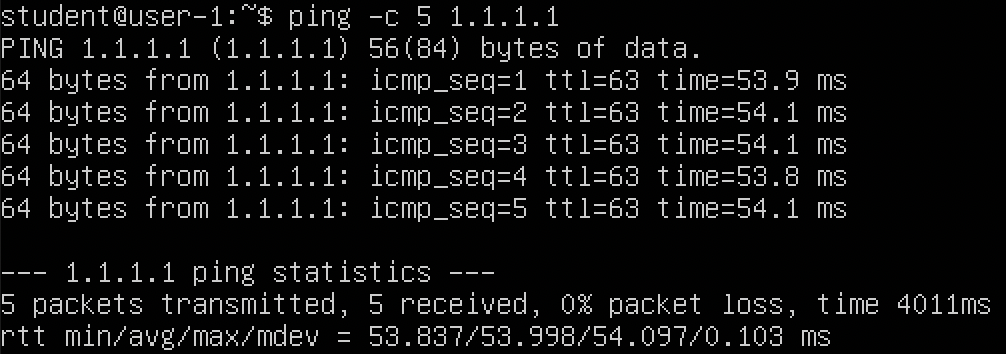 student@user-1:~$ ping -c 5 1.1.1.1
PING 1.1.1.1 (1.1.1.1) 56(84) bytes of data.
64 bytes from 1.1.1.1: icmp_seq=1 ttl=63 time=53.9 ms
64 bytes from 1.1.1.1: icmp_seq=2 ttl=63 time=54.1 ms
64 bytes from 1.1.1.1: icmp_seq=3 ttl=63 time=54.1 ms
64 bytes from 1.1.1.1: icmp_seq=4 ttl=63 time=53.8 ms
64 bytes from 1.1.1.1: icmp_seq=5 ttl=63 time=54.1 ms
--- 1.1.1.1 ping statistics ---
5 packets transmitted, 5 received, 0% packet loss, time 4011ms
rtt min/avg/max/mdev = 53.837/53.998/54.097/0.103 ms